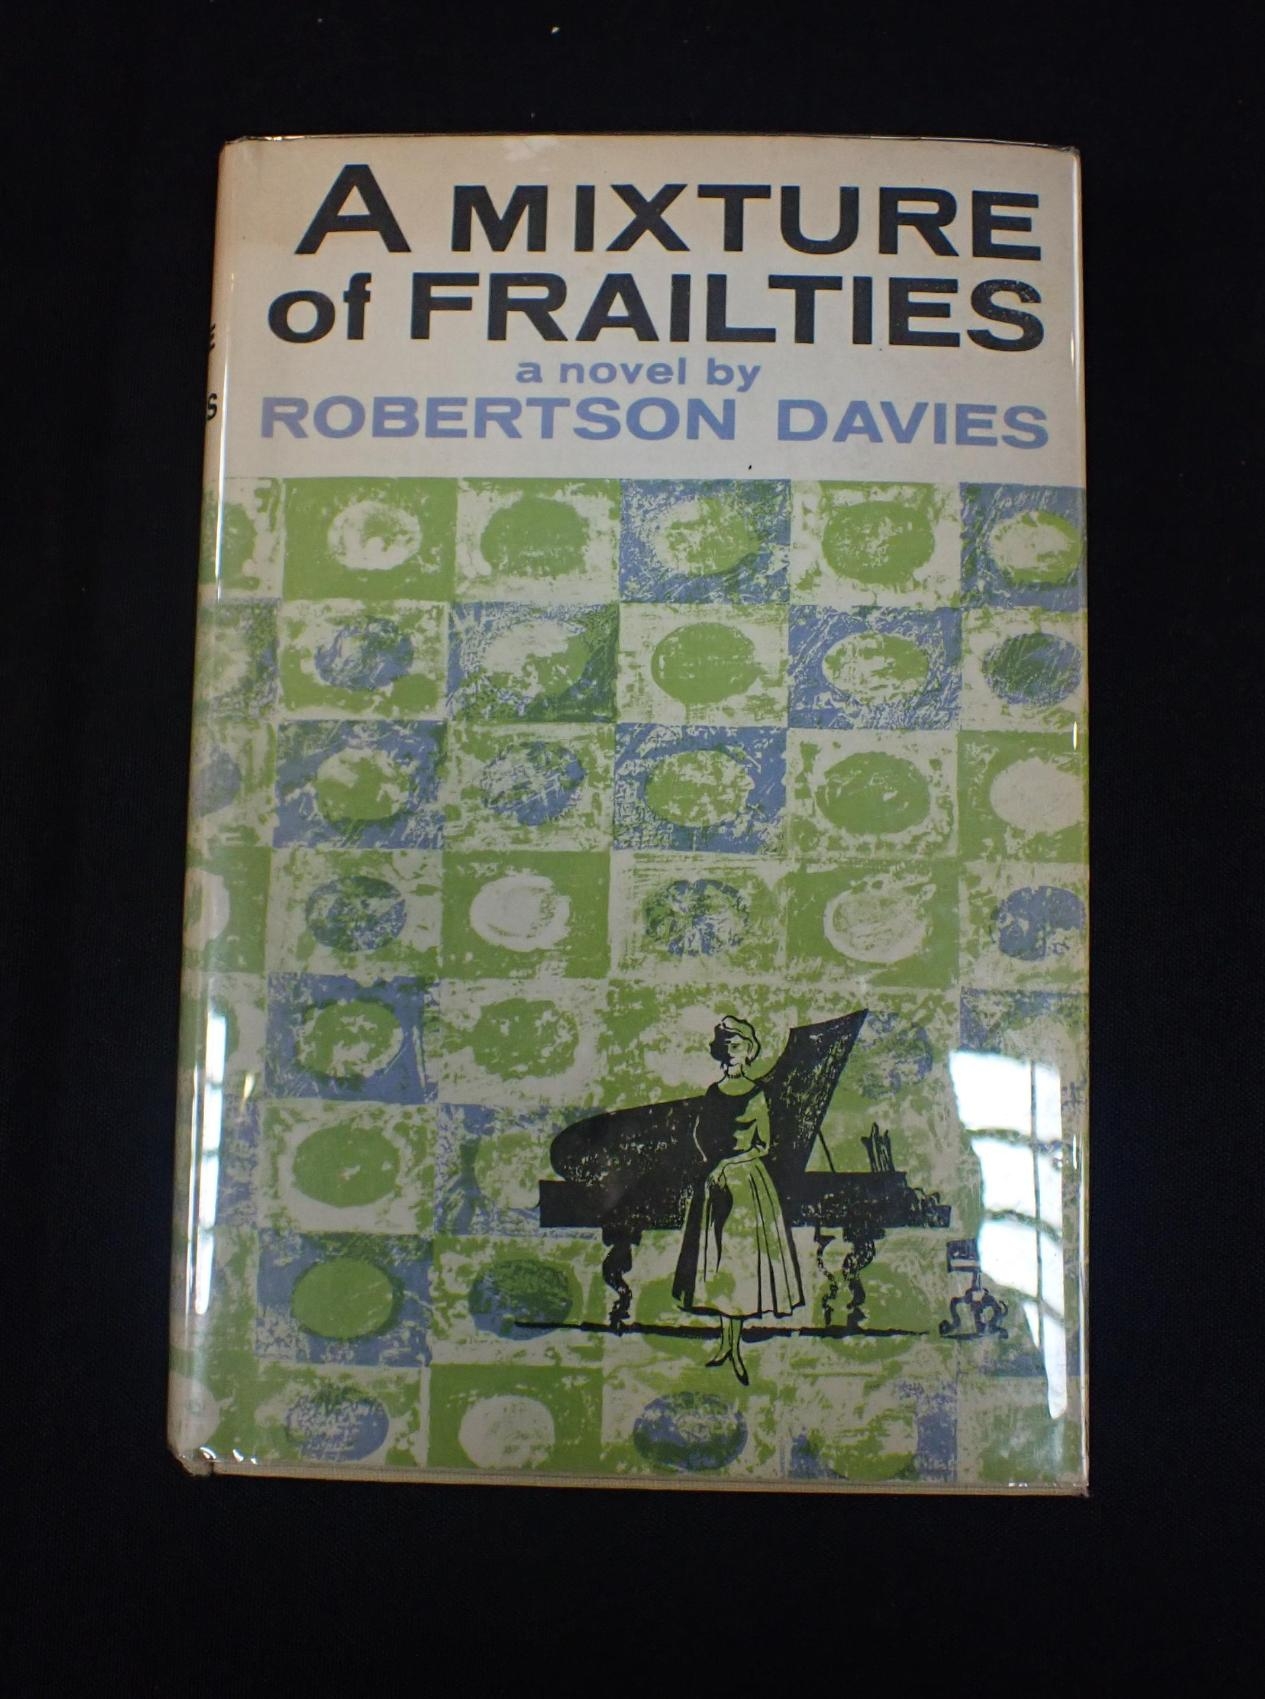 A MIXTURE
of FRAILTIES
a novel by
ROBERTSON DAVIES